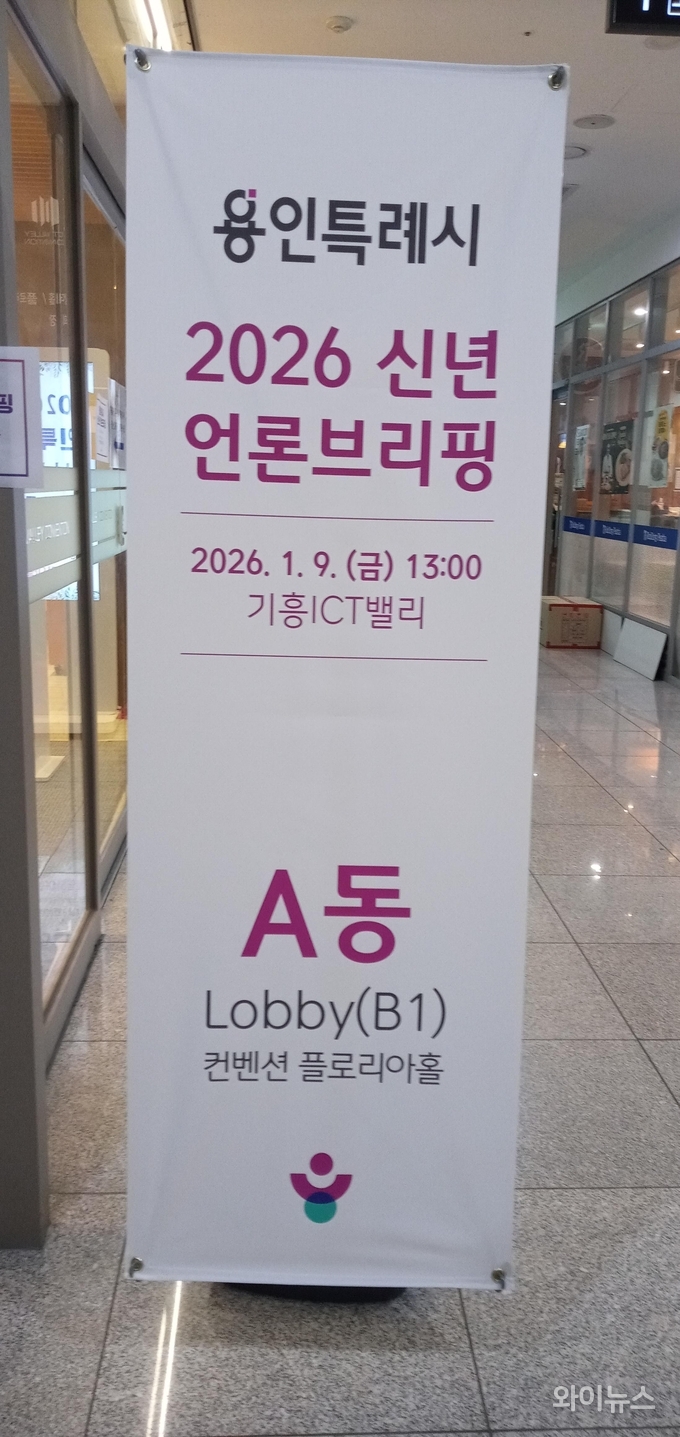 용인특례시
2026 신년
언론브리핑
2026. 1. 9. (금) 13:00
기흥ICT밸리
A동
Lobby(B1)
컨벤션 플로리아홀
핑
와이뉴스